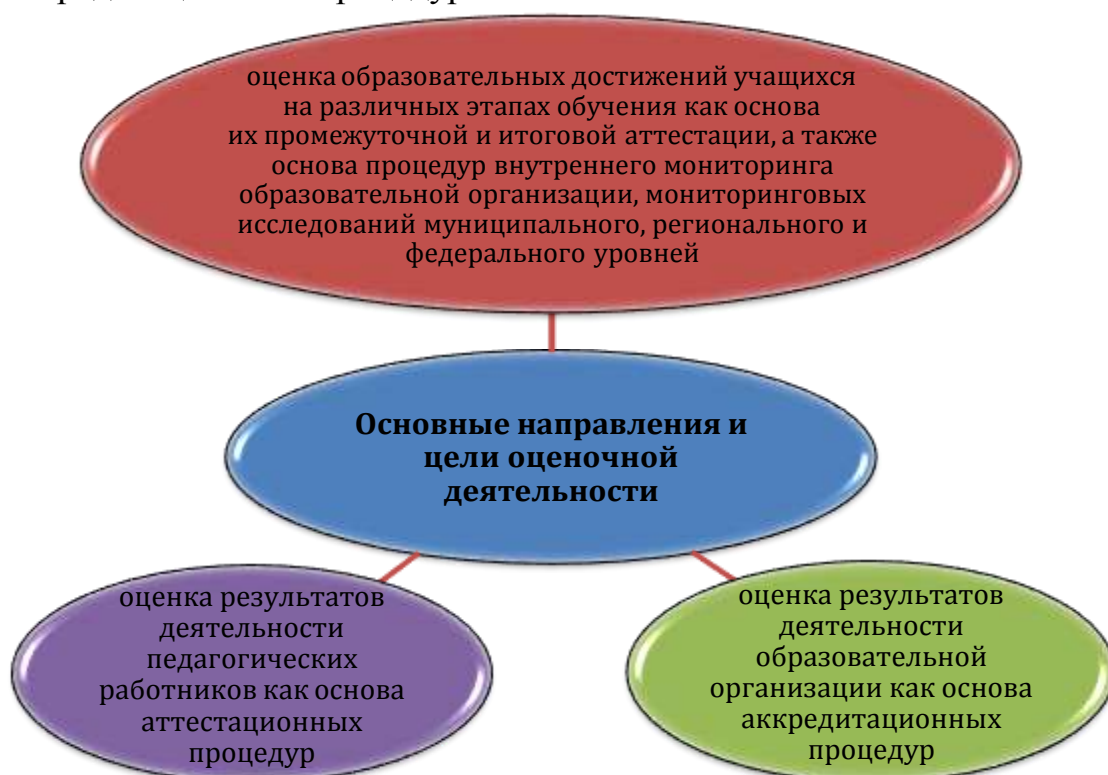 оценка образовательных достижений учащихся
на различных этапах обучения как основа
их промежуточной и итоговой аттестации, а также
основа процедур внутреннего мониторинга
образовательной организации, мониторинговых
исследований муниципального, регионального и
федерального уровней
Основные направления и
цели оценочной
деятельности
оценка результатов
деятельности
педагогических
работников как основа
аттестационных
процедур
оценка результатов
деятельности
образовательной
организации как основа
аккредитационных
процедур